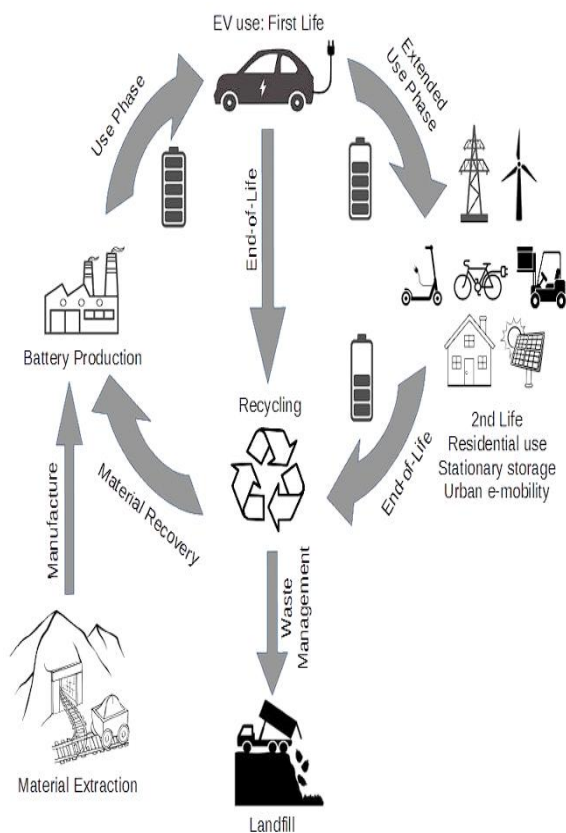 EV use: First Life
Use Phase
Extended
Use Phase
End-of-Life
Battery Production
Recycling
2nd Life
Residential use
Stationary storage
Urban e-mobility
End-of-Life
Material Recovery
Manufacture
Waste
Management
Material Extraction
Landfill